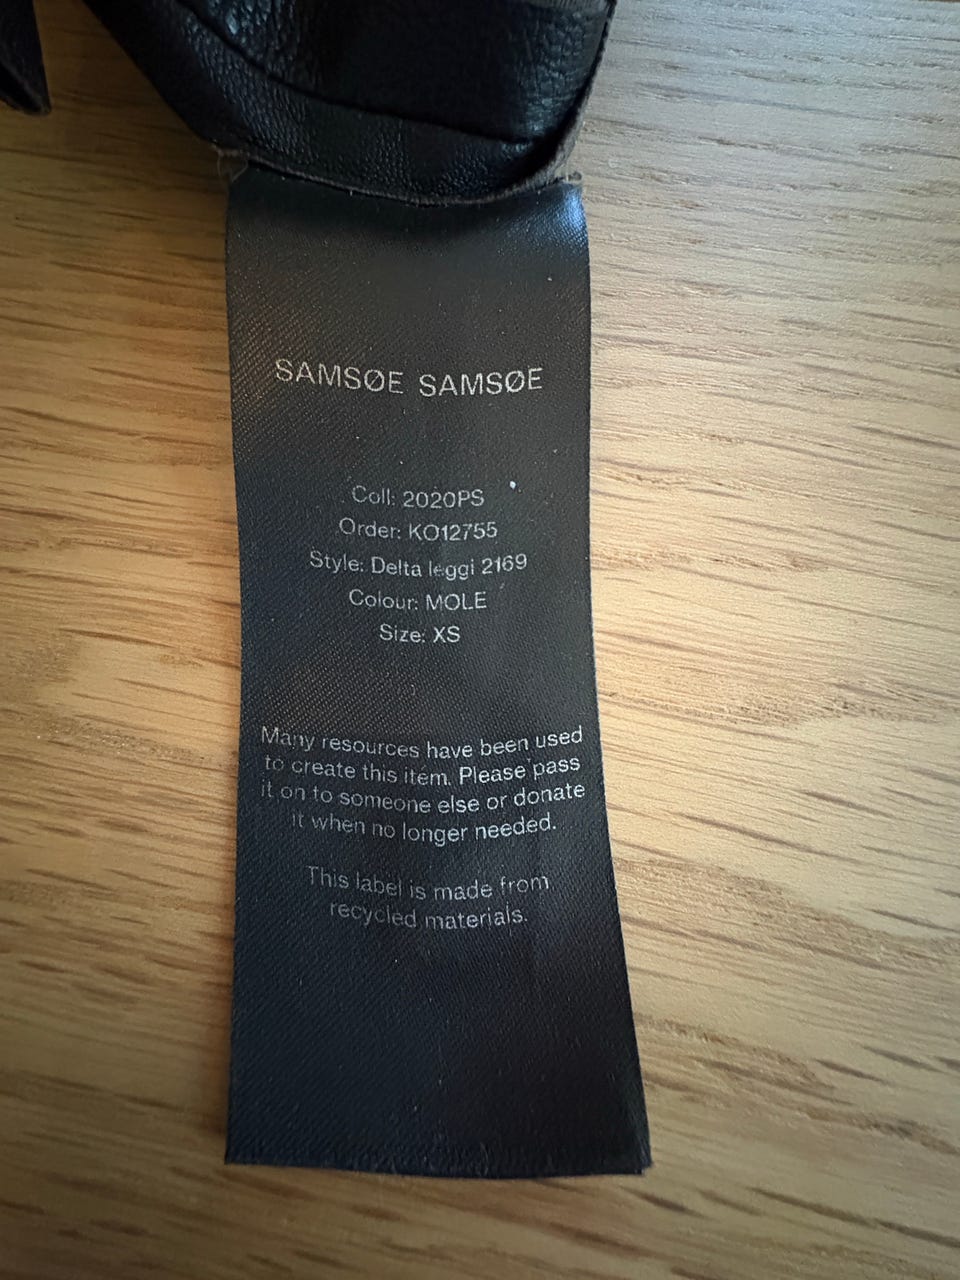 SAMSØE SAMSØE
Coll: 2020PS
Order: KO12755
Style: Delta leggi 2169
Colour: MOLE
Size: XS
Many resources have been used
to create this item. Please pass
it on to someone else or donate
it when no longer needed.
This label is made from
recycled materials.